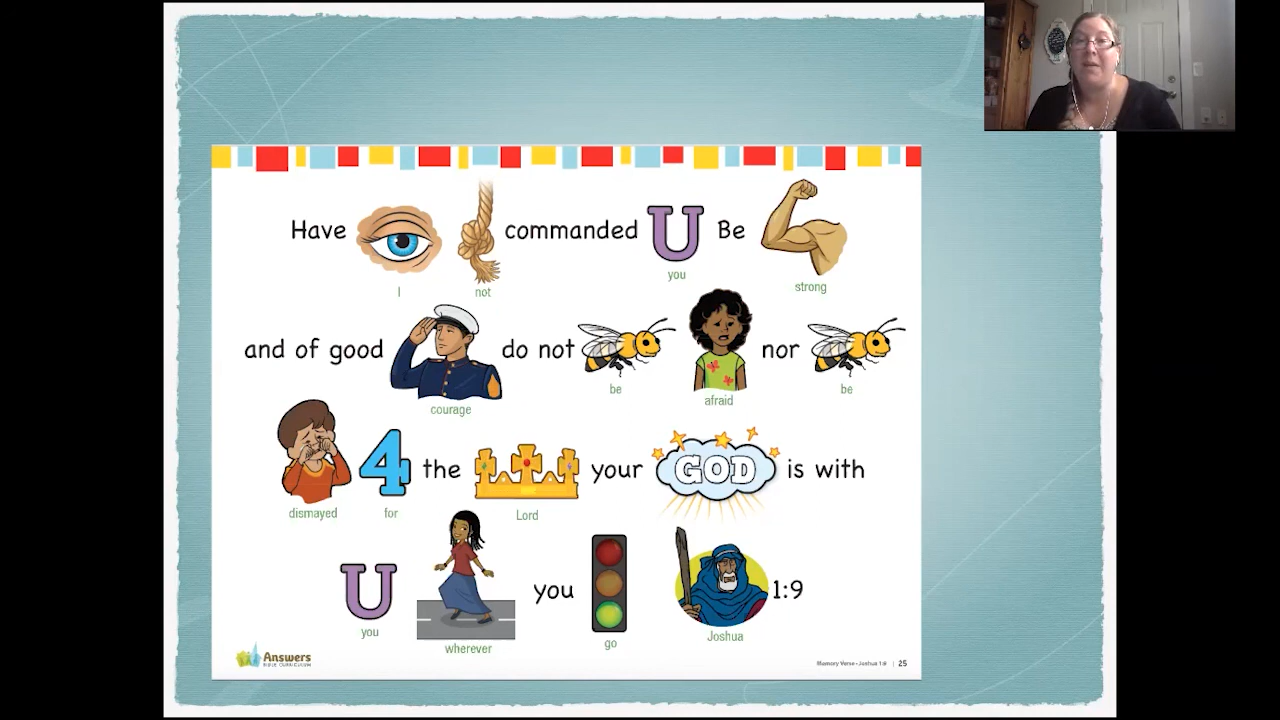 Have commanded U Be
I not you strong
and of good do not nor
courage be afraid be
4 the your GOD is with
dismayed for Lord
U you 1:9
you wherever go Joshua
Answers BIBLE CURRICULUM Memory Verse • Joshua 1:9 | 25